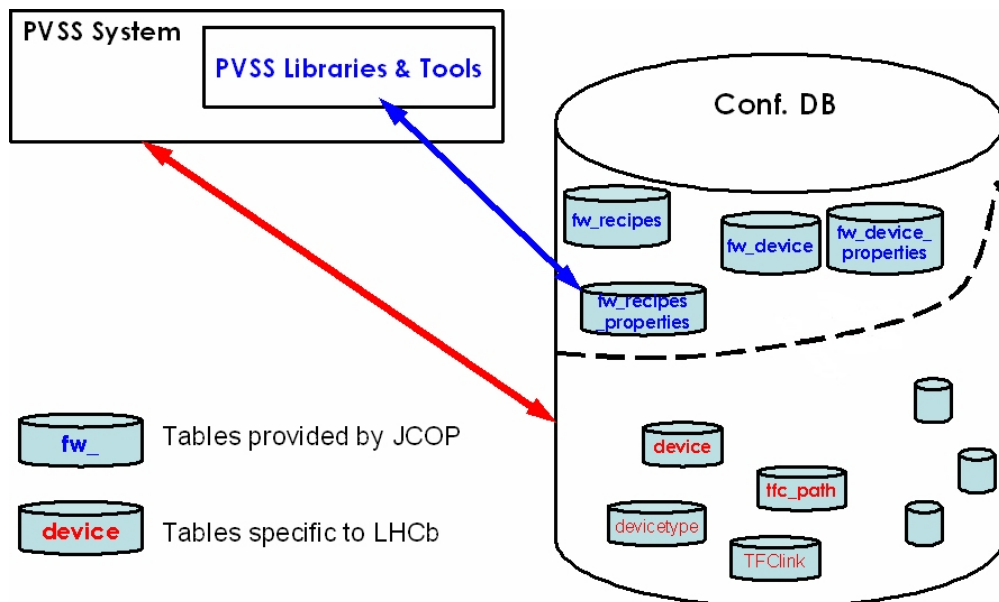 PVSS System
PVSS Libraries & Tools
Conf. DB
fw_recipes
fw_device
fw_device_
properties
fw_recipes
_properties
fw_
Tables provided by JCOP
device
Tables specific to LHCb
device
tfc_path
devicetype
TFClink